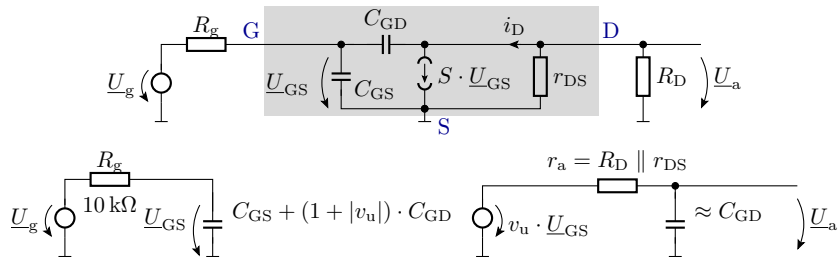 R_g G C_GD i_D D
U_g U_GS C_GS S · U_GS r_DS R_D U_a
S
R_g r_a = R_D ∥ r_DS
10 kΩ
U_g U_GS C_GS + (1 + |v_u|) · C_GD v_u · U_GS ≈ C_GD U_a